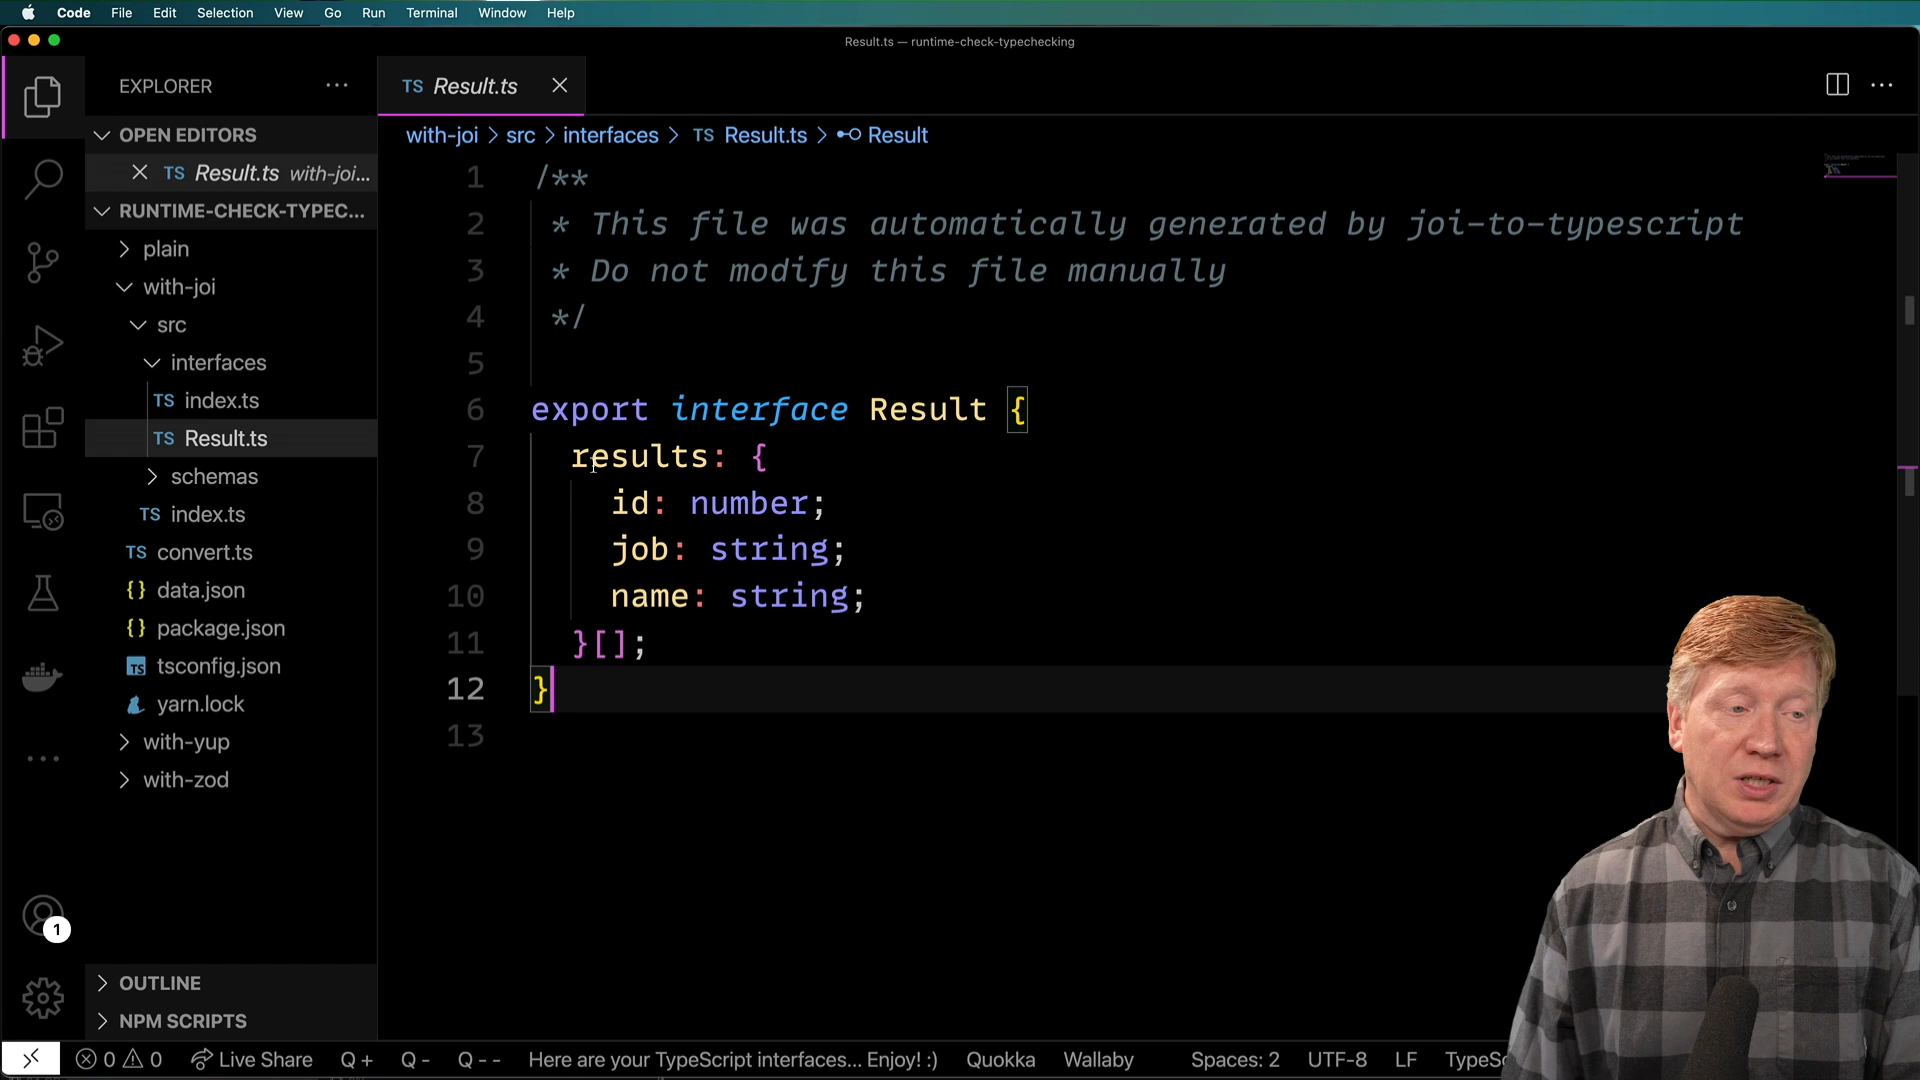 Code File Edit Selection View Go Run Terminal Window Help
Result.ts — runtime-check-typechecking
EXPLORER
OPEN EDITORS
TS Result.ts with-joi...
RUNTIME-CHECK-TYPEC...
plain
with-joi
src
interfaces
TS index.ts
TS Result.ts
schemas
TS index.ts
TS convert.ts
{} data.json
{} package.json
TS tsconfig.json
yarn.lock
with-yup
with-zod
1
OUTLINE
NPM SCRIPTS
TS Result.ts
with-joi > src > interfaces > TS Result.ts > Result
1 /**
2 * This file was automatically generated by joi-to-typescript
3 * Do not modify this file manually
4 */
5
6 export interface Result {
7 results: {
8 id: number;
9 job: string;
10 name: string;
11 }[];
12 }
13
0 0 Live Share Q + Q - Q - - Here are your TypeScript interfaces... Enjoy! :) Quokka Wallaby Spaces: 2 UTF-8 LF